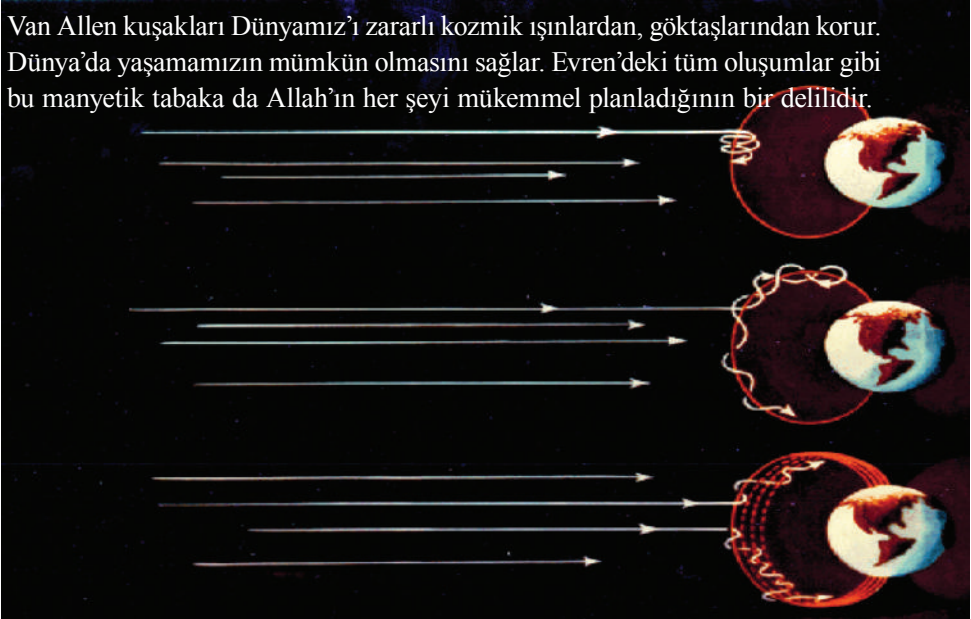 Van Allen kuşakları Dünyamız’ı zararlı kozmik ışınlardan, göktaşlarından korur.
Dünya’da yaşamamızın mümkün olmasını sağlar. Evren’deki tüm oluşumlar gibi
bu manyetik tabaka da Allah’ın her şeyi mükemmel planladığının bir delilidir.